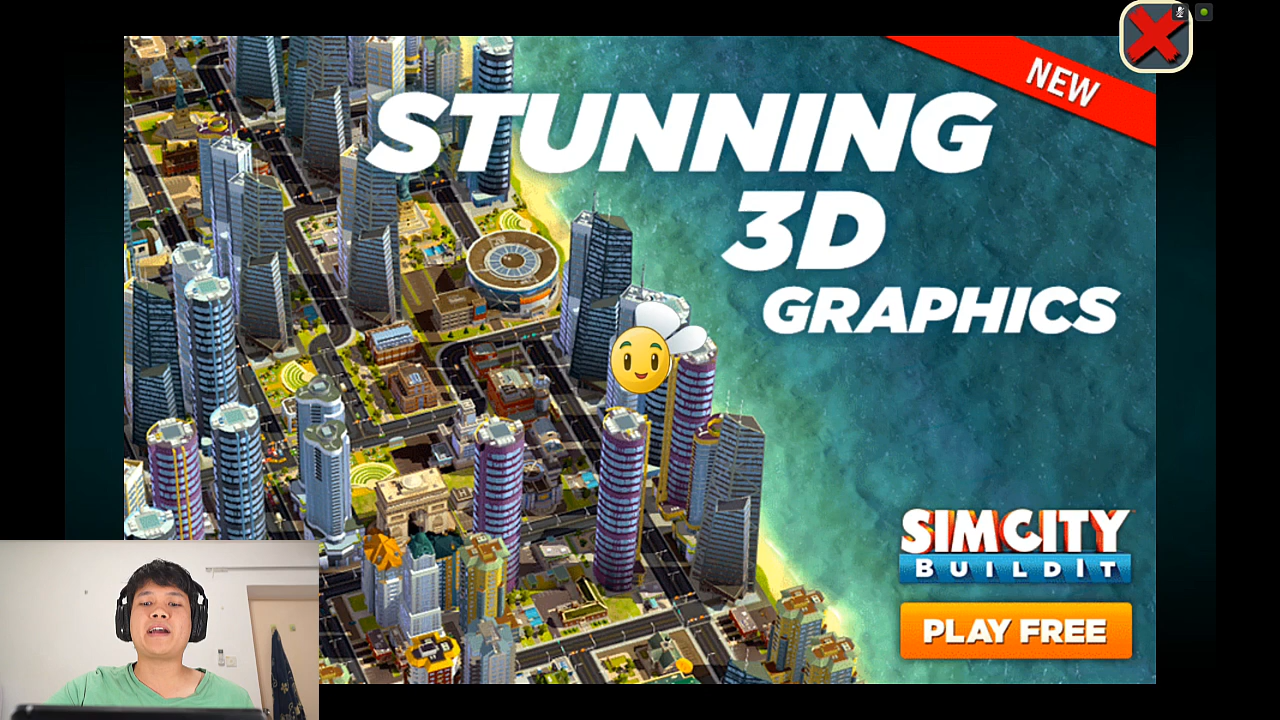 NEW
STUNNING
3D
GRAPHICS
SIMCITY
BUILDIT
PLAY FREE